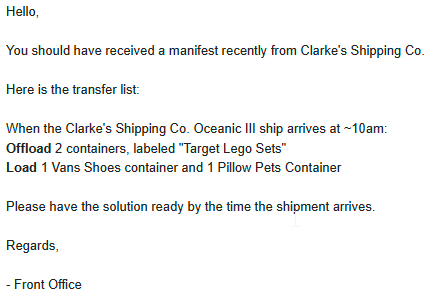 Hello,
You should have received a manifest recently from Clarke's Shipping Co.
Here is the transfer list:
When the Clarke's Shipping Co. Oceanic III ship arrives at ~10am:
Offload 2 containers, labeled "Target Lego Sets"
Load 1 Vans Shoes container and 1 Pillow Pets Container
Please have the solution ready by the time the shipment arrives.
Regards,
- Front Office